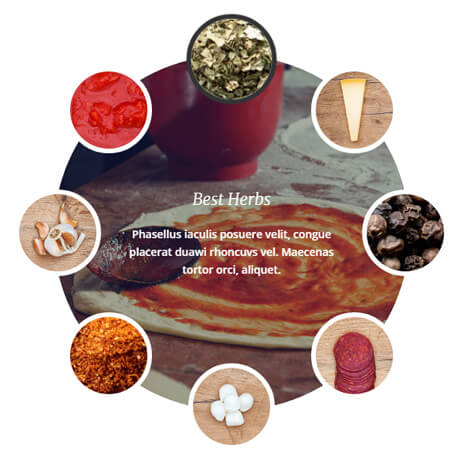 Best Herbs
Phasellus iaculis posuere velit, congue
placerat duawi rhoncuvs vel. Maecenas
tortor orci, aliquet.